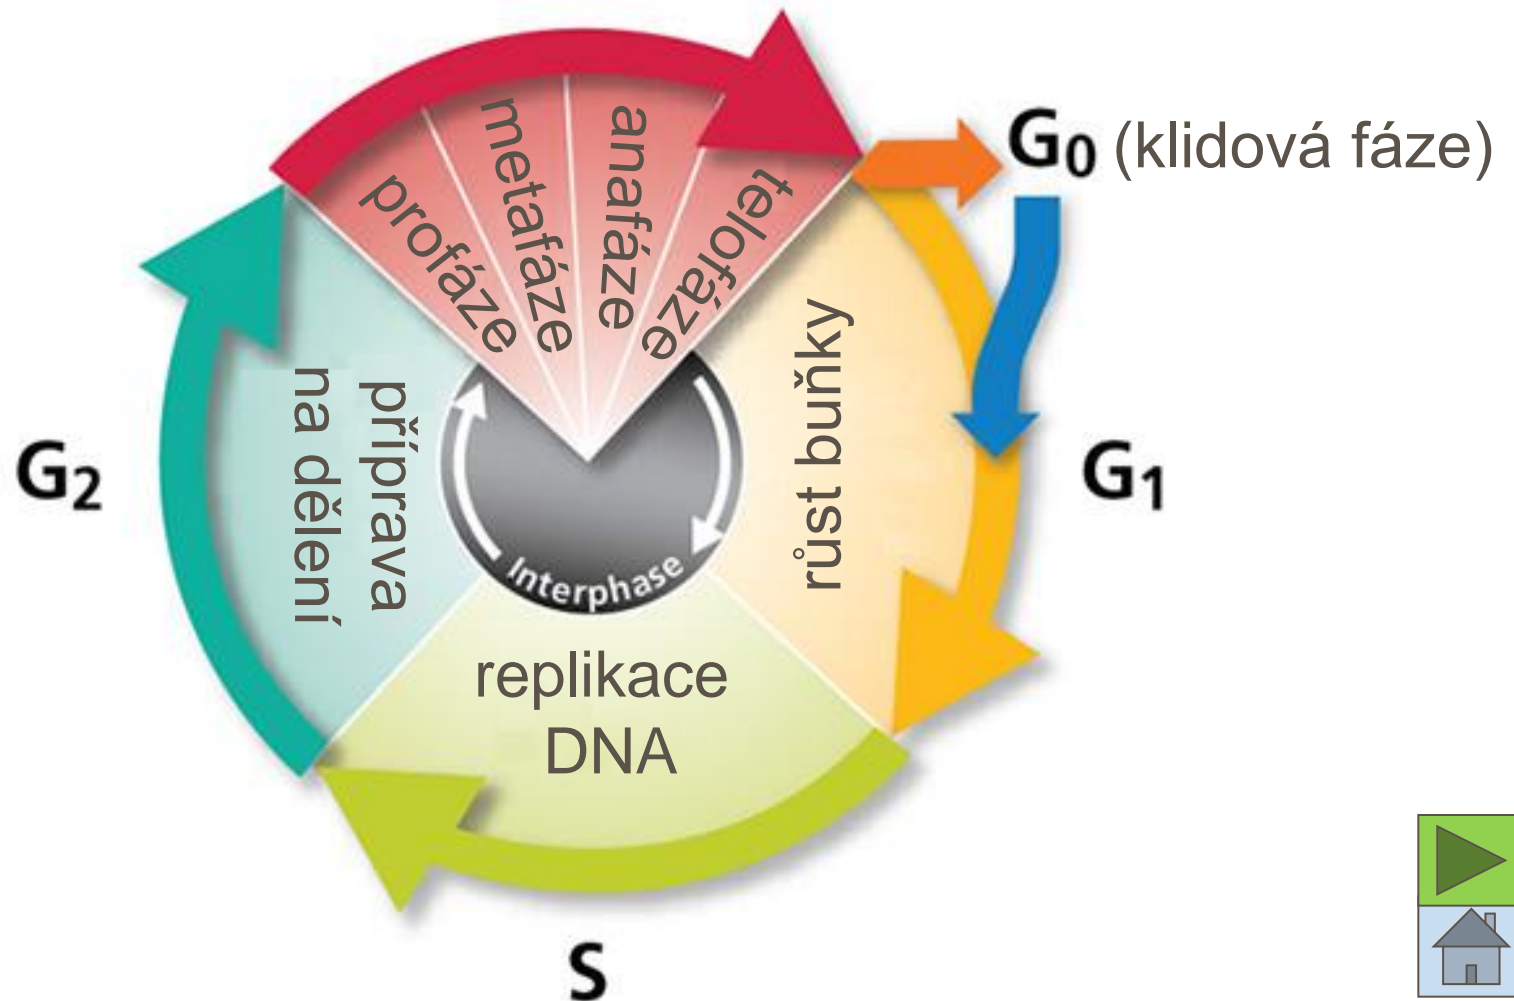 profáze
metafáze
anafáze
telofáze
G0 (klidová fáze)
růst buňky
G1
replikace
DNA
S
příprava
na dělení
G2
Interphase